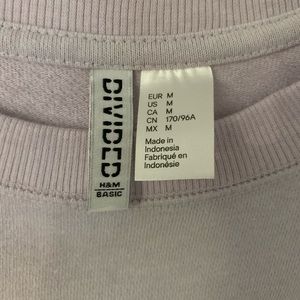 DIVIDED
H&M
BASIC
EUR M
US M
CA M
CN 170/96A
MX M
Made in
Indonesia
Fabriqué en
Indonésie